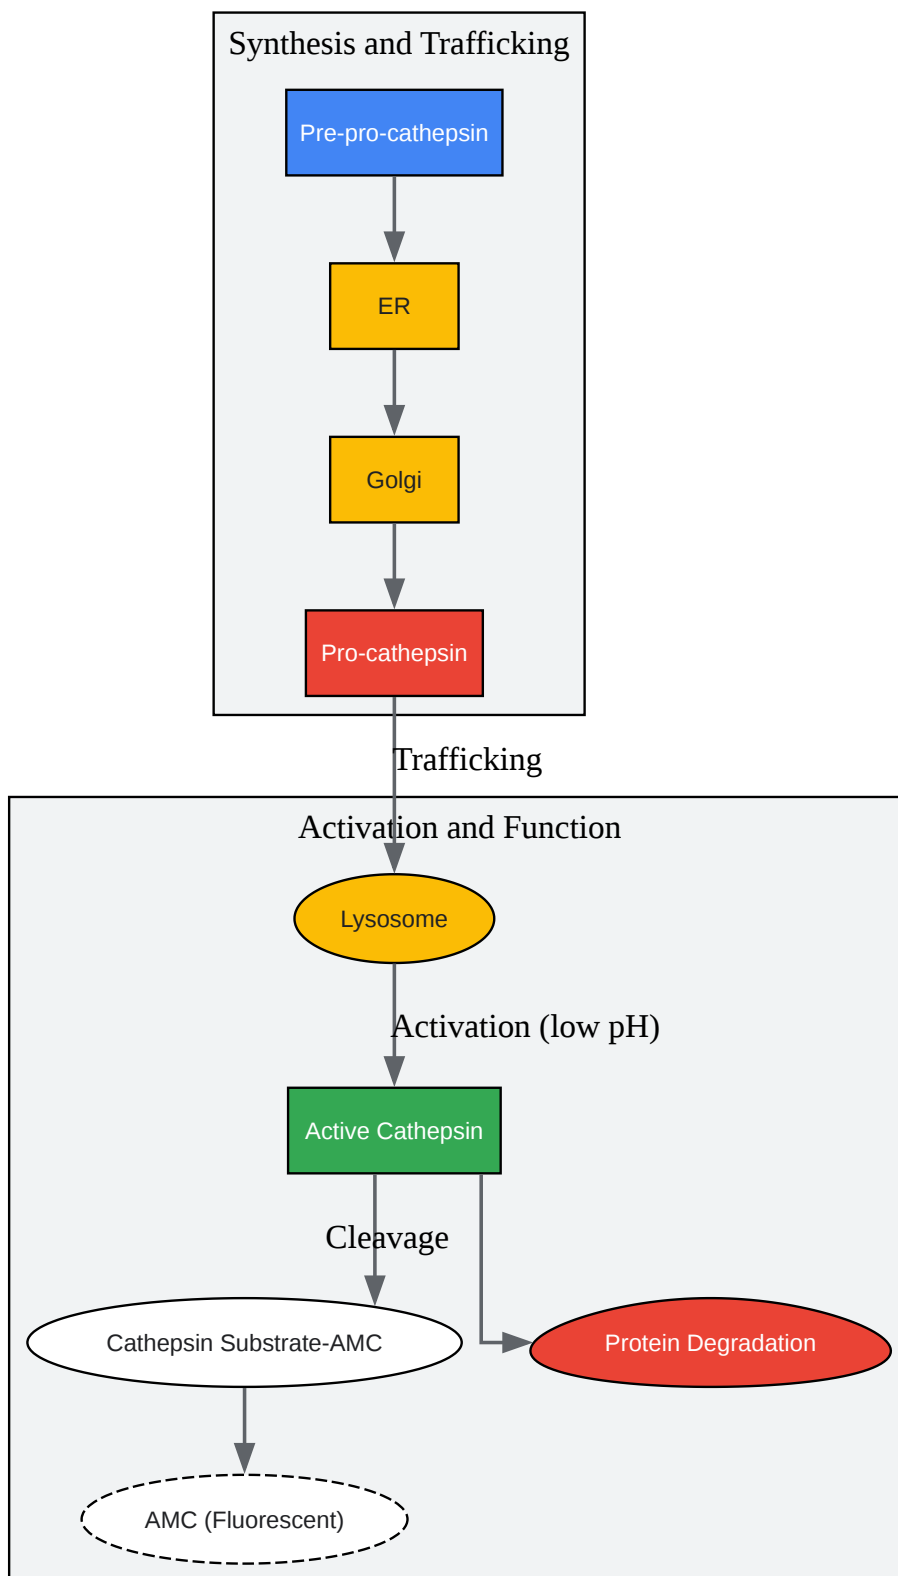 Synthesis and Trafficking
Pre-pro-cathepsin
ER
Golgi
Pro-cathepsin
Trafficking
Activation and Function
Lysosome
Activation (low pH)
Active Cathepsin
Cleavage
Cathepsin Substrate-AMC
Protein Degradation
AMC (Fluorescent)